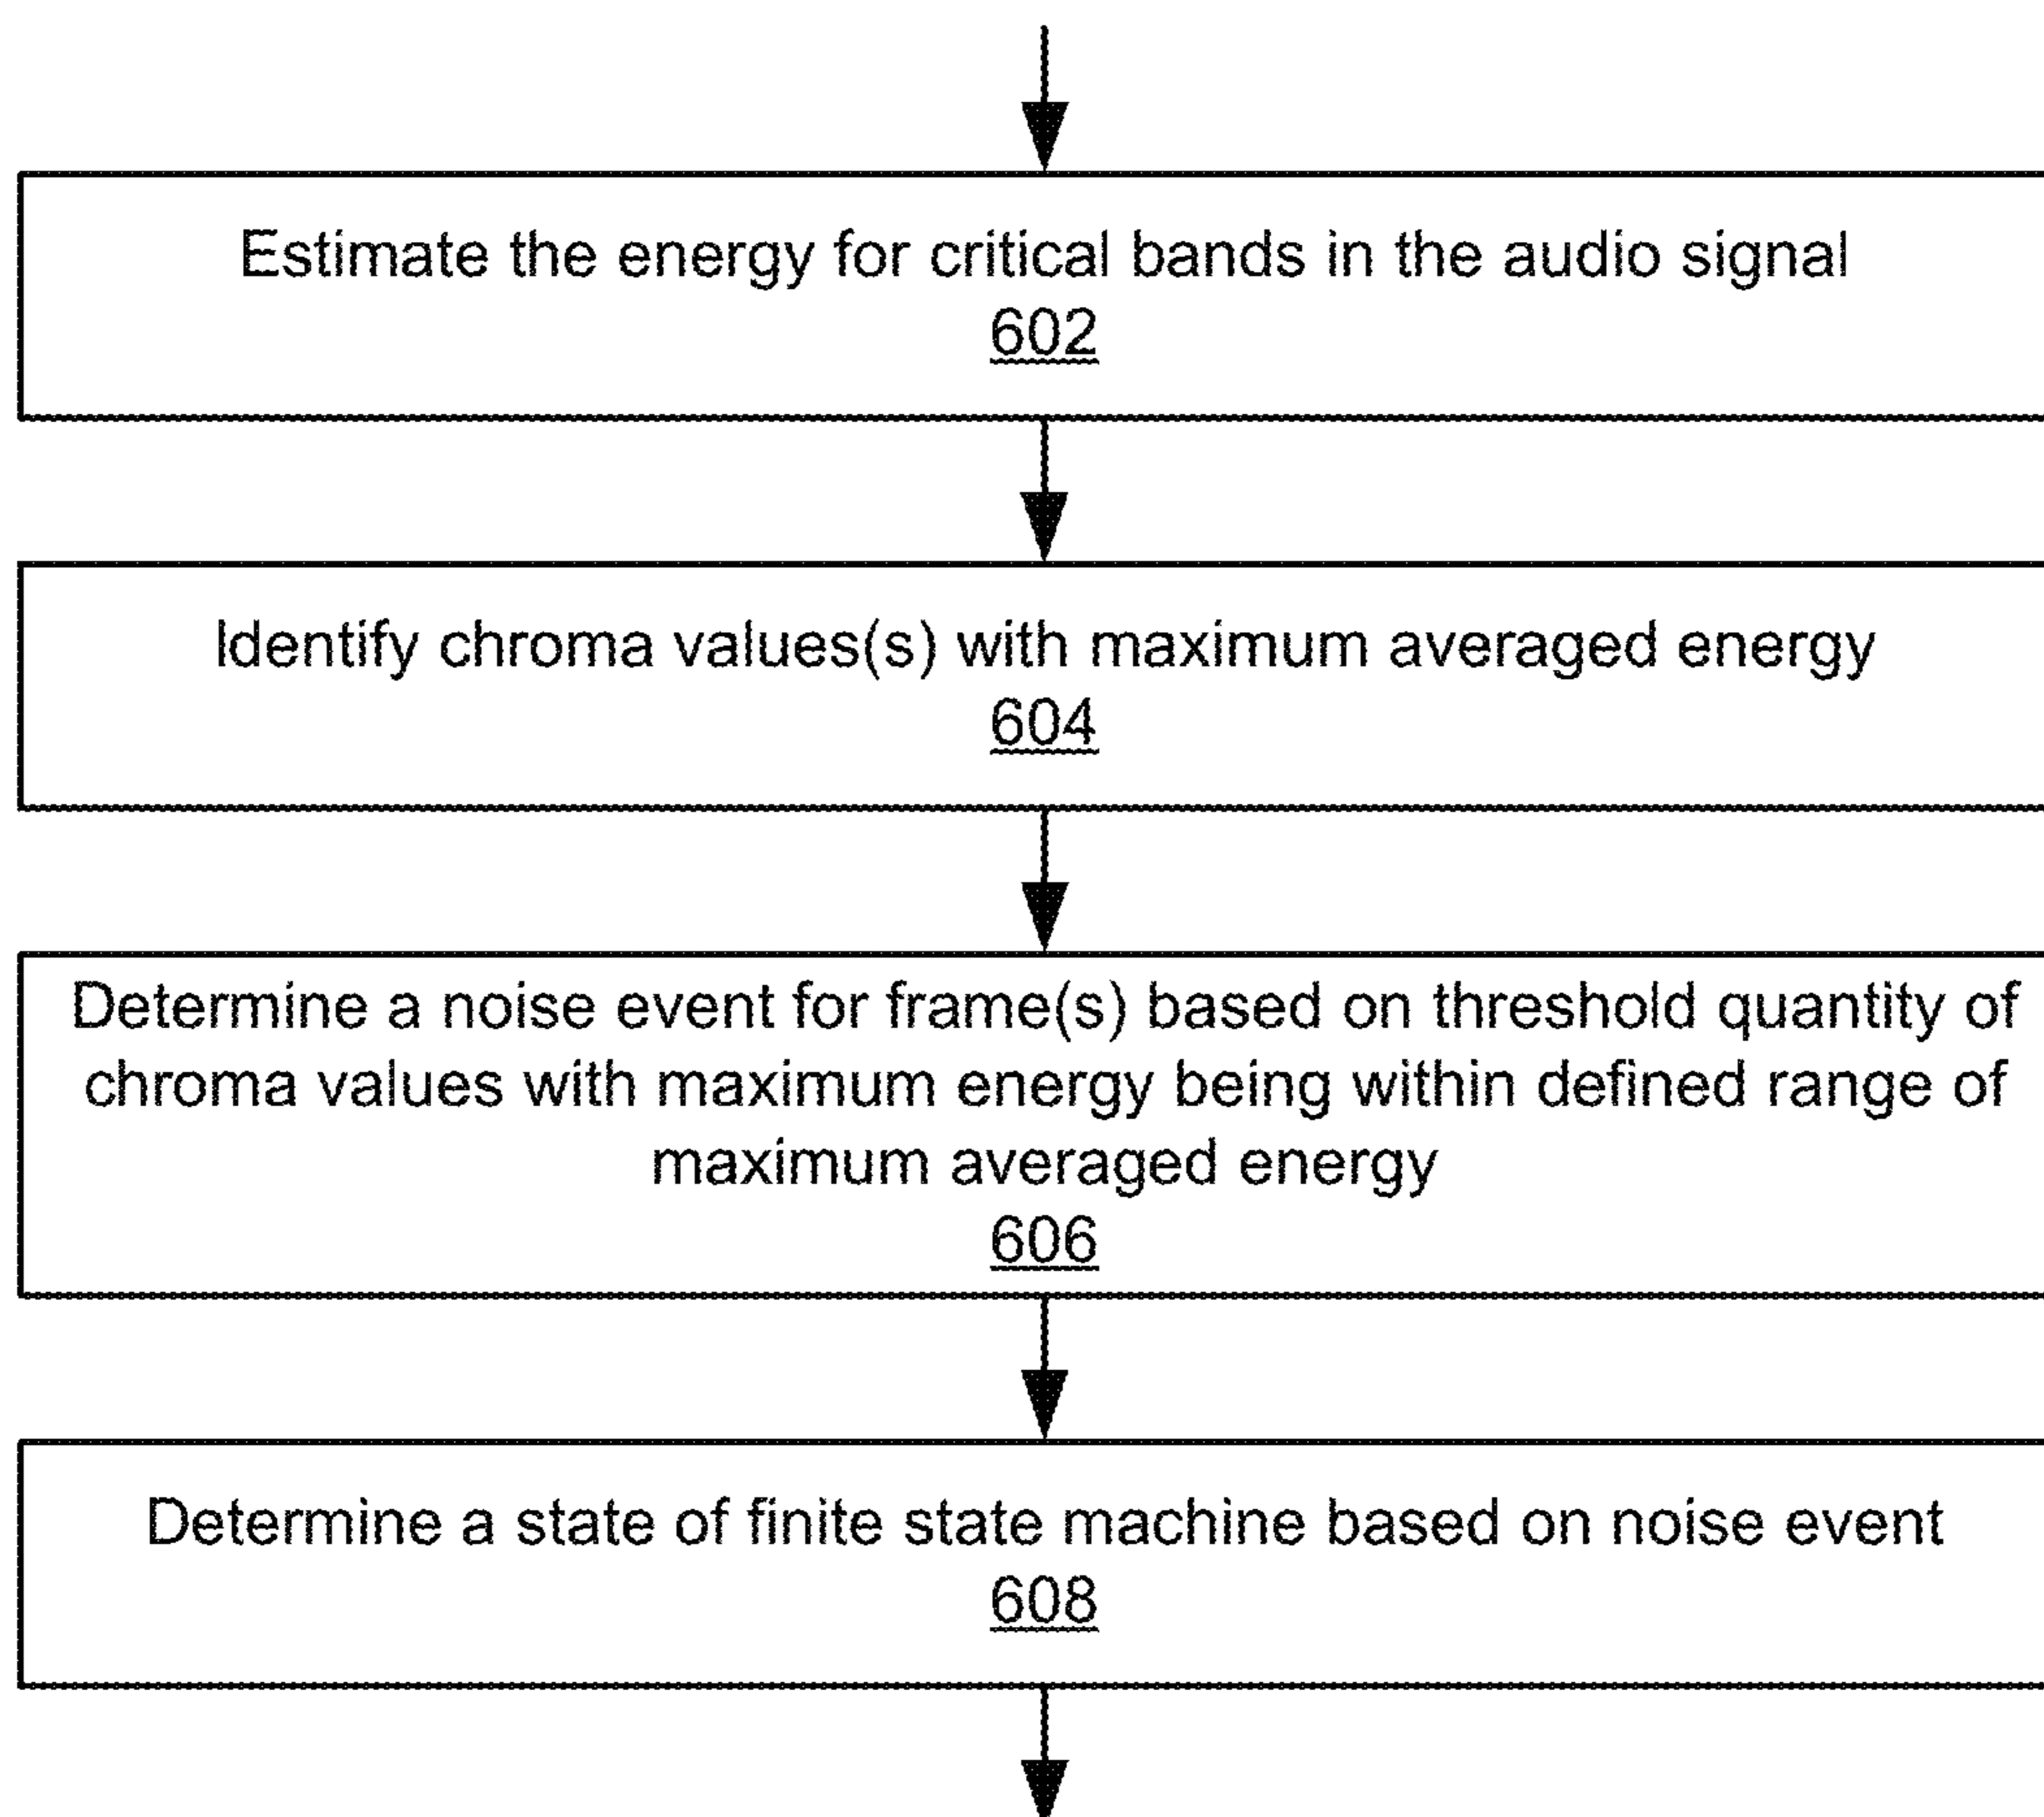 Estimate the energy for critical bands in the audio signal
602
Identify chroma values(s) with maximum averaged energy
604
Determine a noise event for frame(s) based on threshold quantity of
chroma values with maximum energy being within defined range of
maximum averaged energy
606
Determine a state of finite state machine based on noise event
608